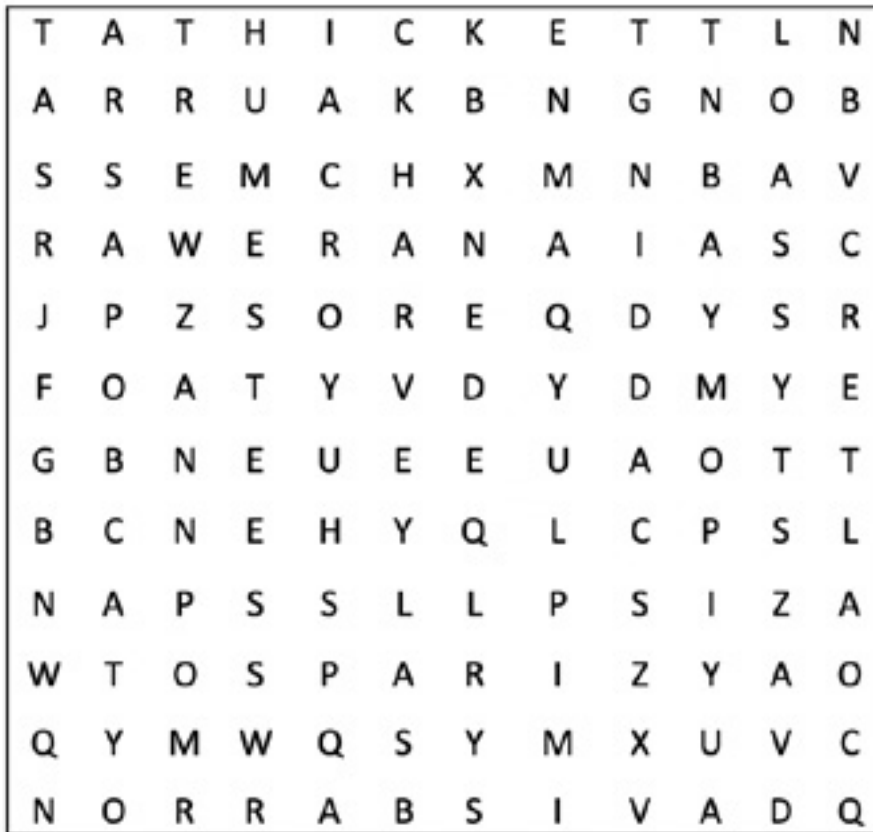 T A T H I C K E T T L N
A R R U A K B N G N O B
S S E M C H X M N B A V
R A W E R A N A I A S C
J P Z S O R E Q D Y S R
F O A T Y V D Y D M Y E
G B N E U E E U A O T T
B C N E H Y Q L C P S L
N A P S S L L P S I Z A
W T O S P A R I Z Y A O
Q Y M W Q S Y M X U V C
N O R R A B S I V A D Q